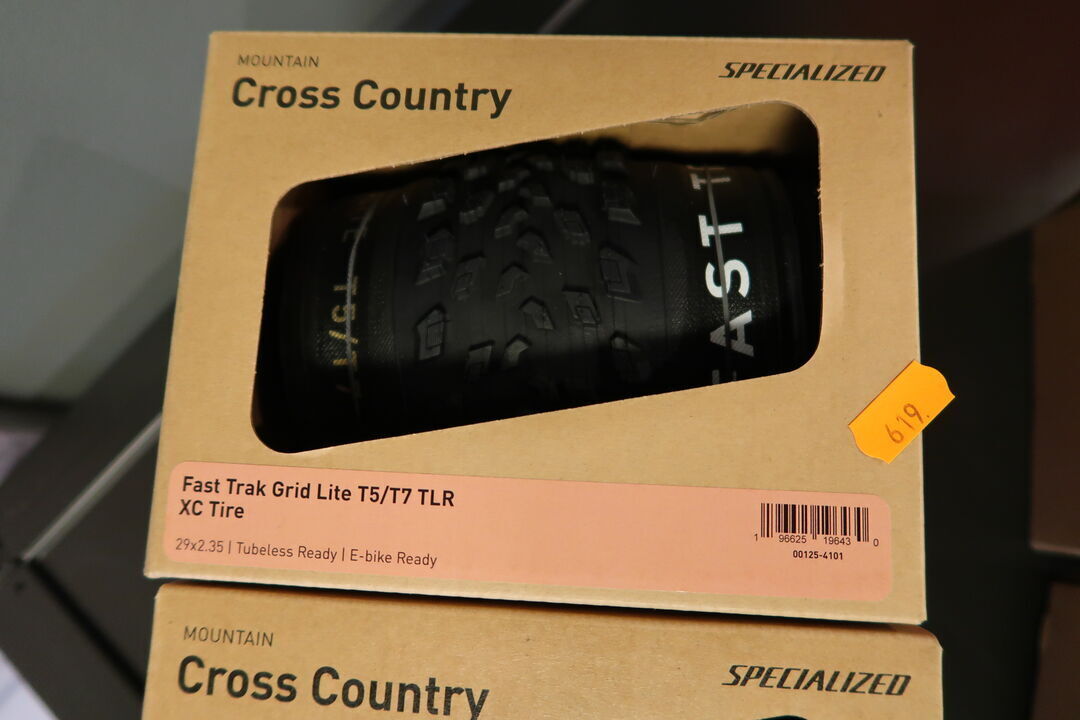 MOUNTAIN
Cross Country
SPECIALIZED
T5/T7
FAST T
619.
Fast Trak Grid Lite T5/T7 TLR
XC Tire
29x2.35 | Tubeless Ready | E-bike Ready
1 96625 19643 0
00125-4101
MOUNTAIN
Cross Country
SPECIALIZED